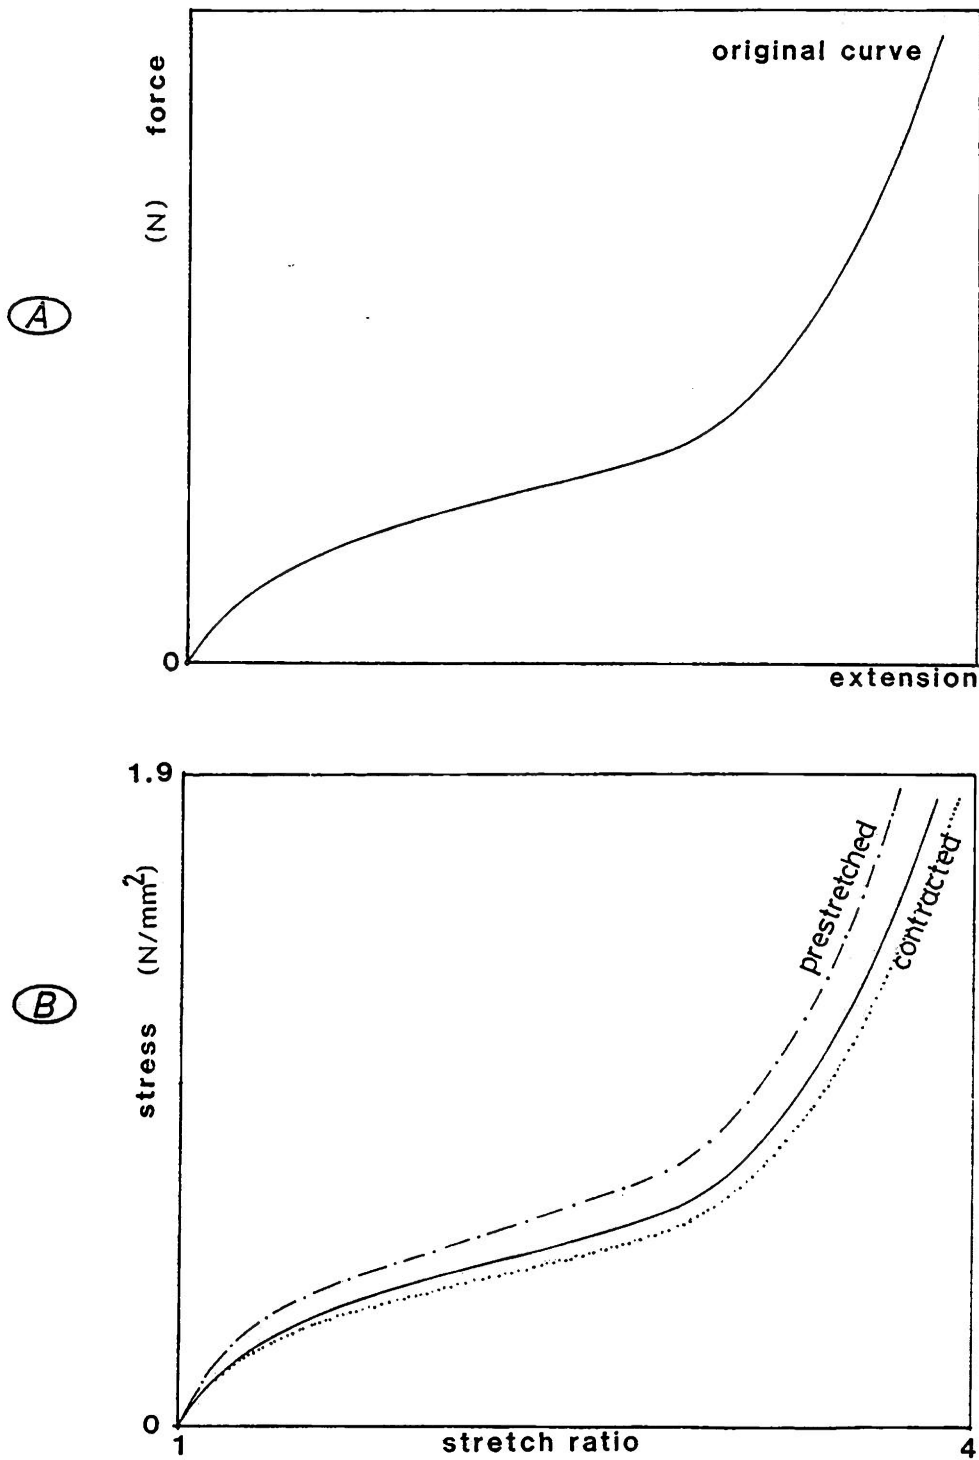 original curve
force
(N)
A
0
extension
1.9
prestretched
contracted
stress (N/mm²)
B
0
1
stretch ratio
4